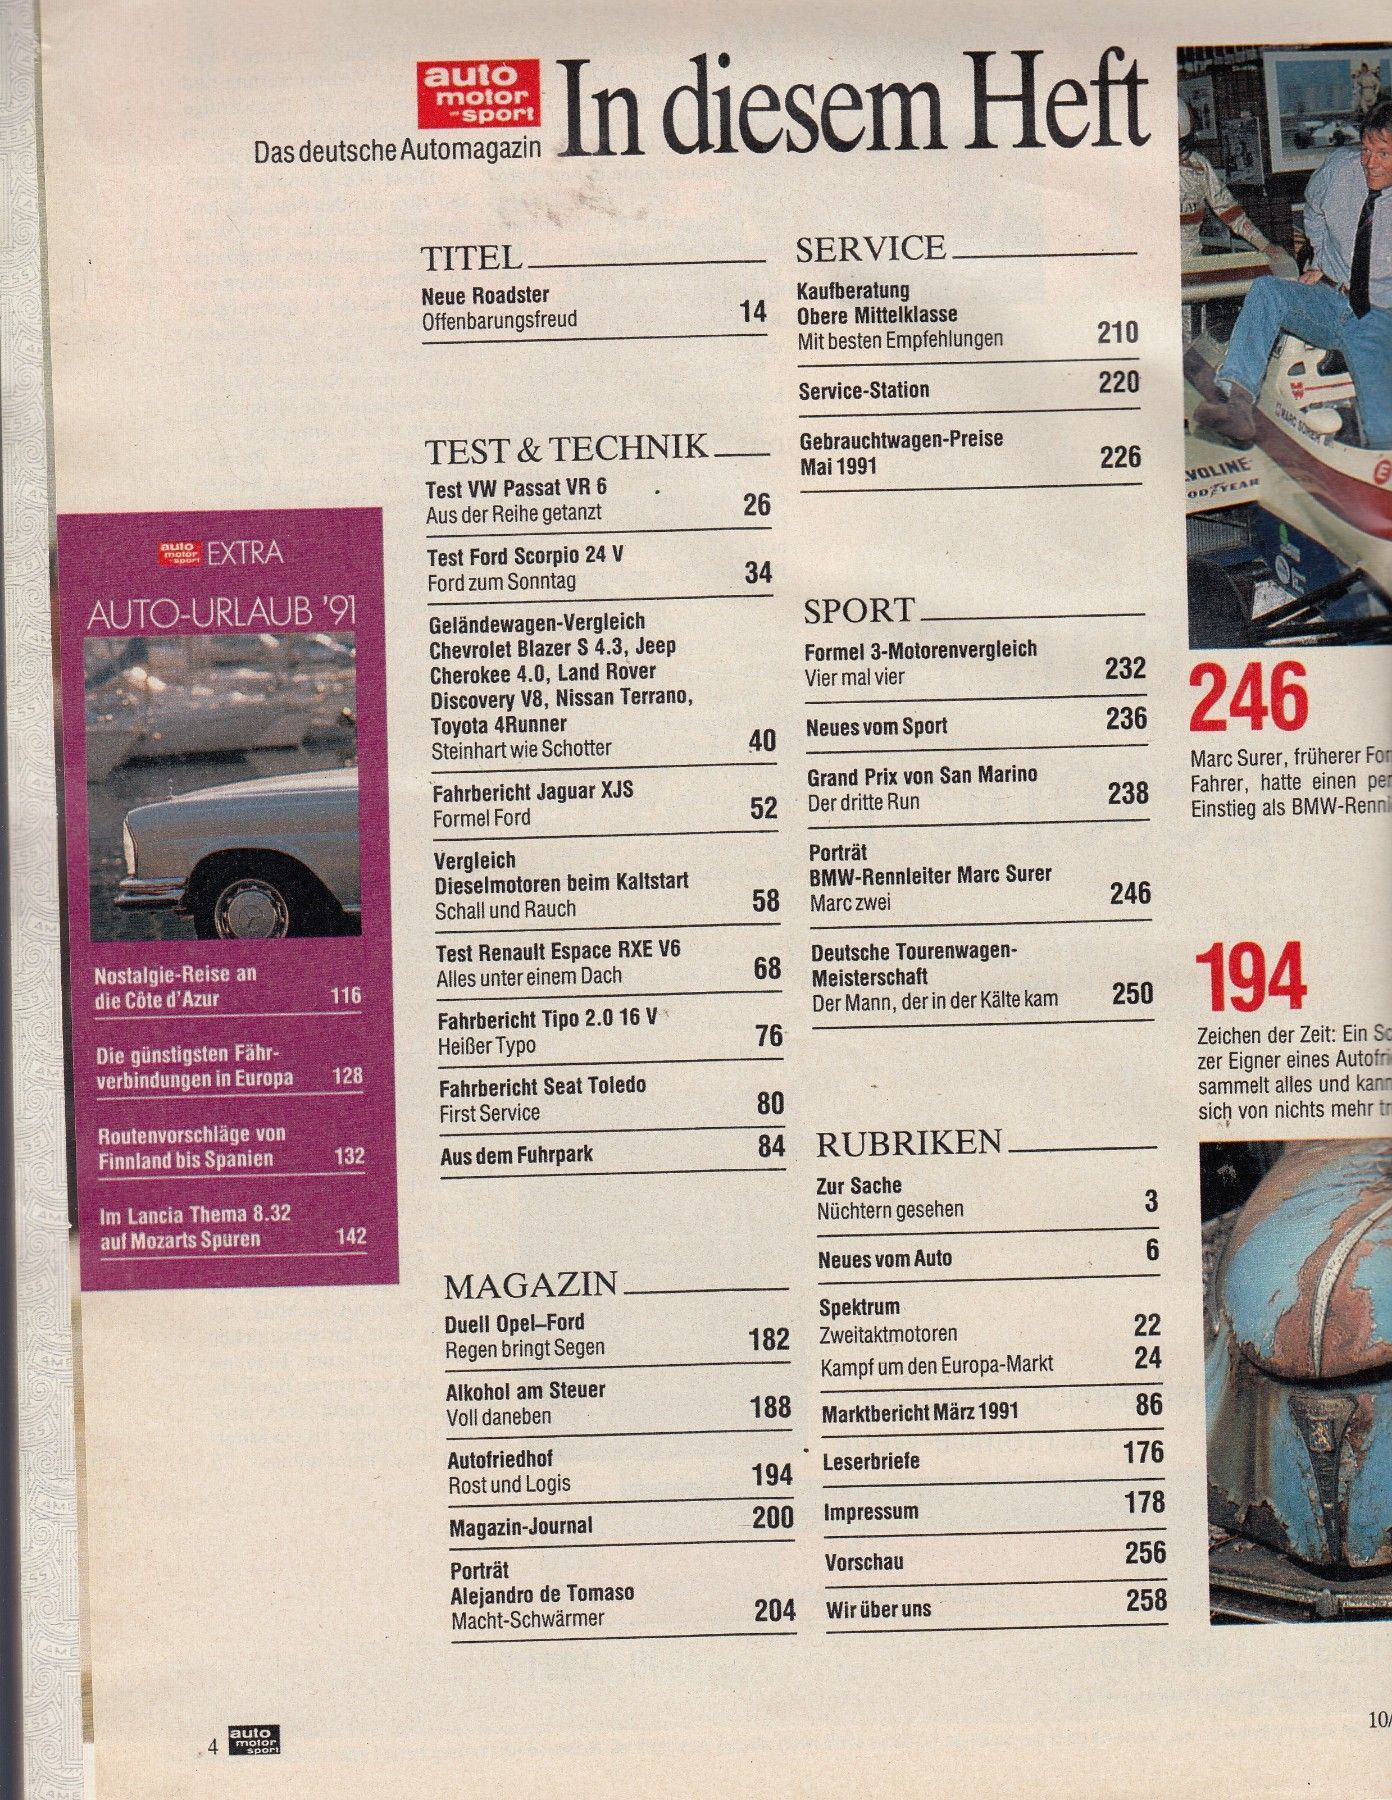 auto
motor
sport
Das deutsche Automagazin
In diesem Heft
TITEL
Neue Roadster
Offenbarungsfreud 14
TEST & TECHNIK
Test VW Passat VR 6
Aus der Reihe getanzt 26
Test Ford Scorpio 24 V
Ford zum Sonntag 34
Geländewagen-Vergleich
Chevrolet Blazer S 4.3, Jeep
Cherokee 4.0, Land Rover
Discovery V8, Nissan Terrano,
Toyota 4Runner
Steinhart wie Schotter 40
Fahrbericht Jaguar XJS
Formel Ford 52
Vergleich
Dieselmotoren beim Kaltstart
Schall und Rauch 58
Test Renault Espace RXE V6
Alles unter einem Dach 68
Fahrbericht Tipo 2.0 16 V
Heißer Typo 76
Fahrbericht Seat Toledo
First Service 80
Aus dem Fuhrpark 84
MAGAZIN
Duell Opel–Ford
Regen bringt Segen 182
Alkohol am Steuer
Voll daneben 188
Autofriedhof
Rost und Logis 194
Magazin-Journal 200
Porträt
Alejandro de Tomaso
Macht-Schwärmer 204
SERVICE
Kaufberatung
Obere Mittelklasse
Mit besten Empfehlungen 210
Service-Station 220
Gebrauchtwagen-Preise
Mai 1991 226
SPORT
Formel 3-Motorenvergleich
Vier mal vier 232
Neues vom Sport 236
Grand Prix von San Marino
Der dritte Run 238
Porträt
BMW-Rennleiter Marc Surer
Marc zwei 246
Deutsche Tourenwagen-
Meisterschaft
Der Mann, der in der Kälte kam 250
RUBRIKEN
Zur Sache
Nüchtern gesehen 3
Neues vom Auto 6
Spektrum
Zweitaktmotoren 22
Kampf um den Europa-Markt 24
Marktbericht März 1991 86
Leserbriefe 176
Impressum 178
Vorschau 256
Wir über uns 258
auto
motor
sport EXTRA
AUTO-URLAUB '91
Nostalgie-Reise an
die Côte d'Azur 116
Die günstigsten Fähr-
verbindungen in Europa 128
Routenvorschläge von
Finnland bis Spanien 132
Im Lancia Thema 8.32
auf Mozarts Spuren 142
MARC SURER
VOLINE
GOODYEAR
246
Marc Surer, früherer For
Fahrer, hatte einen per
Einstieg als BMW-Rennl
194
Zeichen der Zeit: Ein Sc
zer Eigner eines Autofri
sammelt alles und kann
sich von nichts mehr tr
4 auto
motor
sport
10/